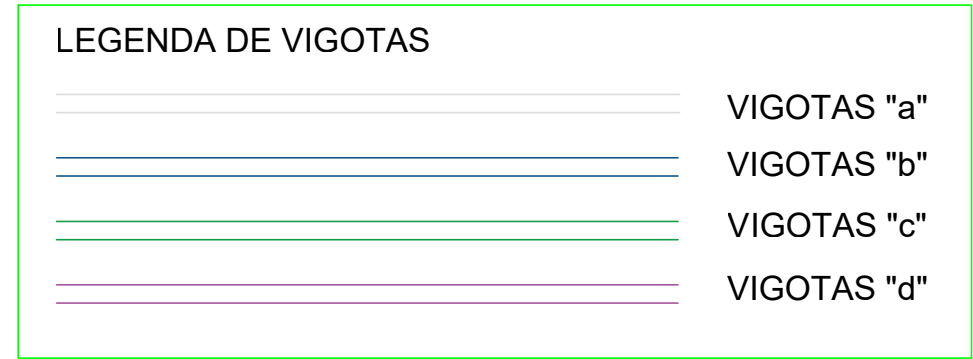 LEGENDA DE VIGOTAS
VIGOTAS "a"
VIGOTAS "b"
VIGOTAS "c"
VIGOTAS "d"